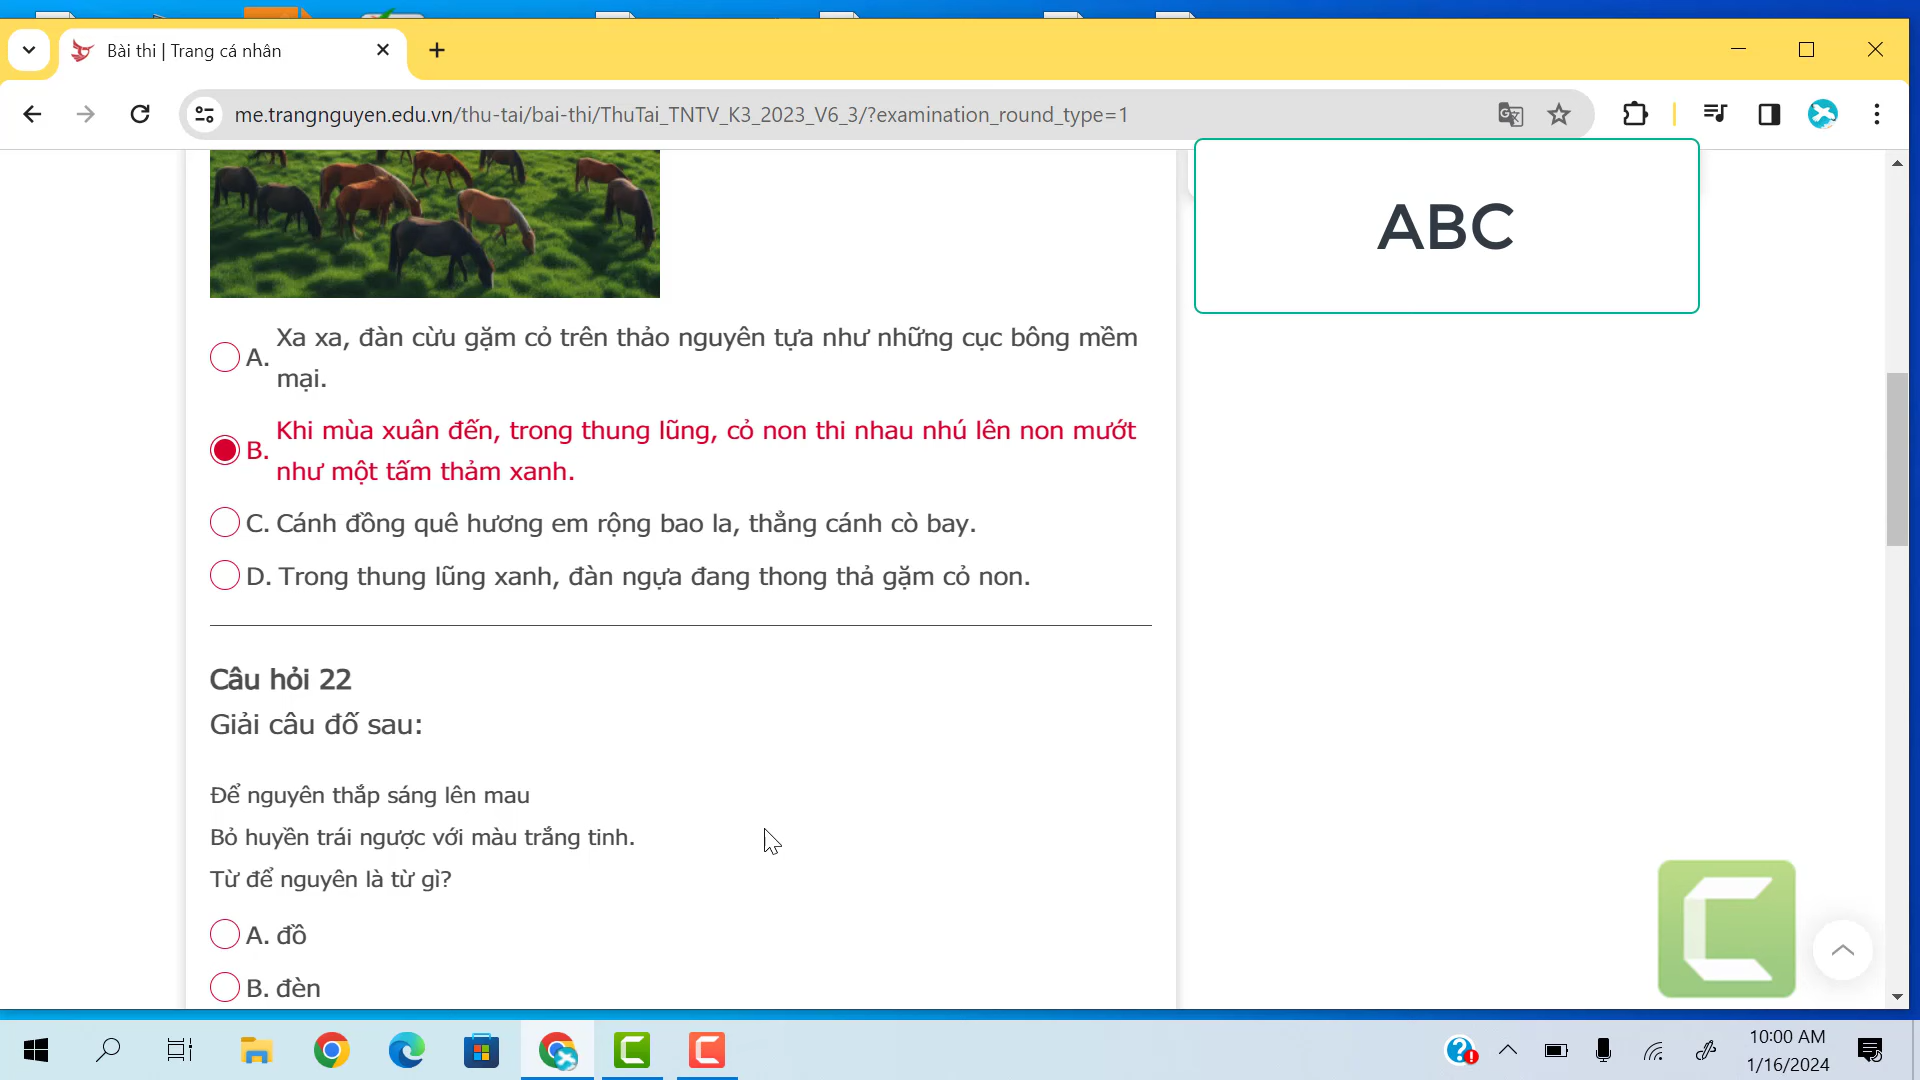 Bài thi | Trang cá nhân
me.trangnguyen.edu.vn/thu-tai/bai-thi/ThuTai_TNTV_K3_2023_V6_3/?examination_round_type=1
ABC
A. Xa xa, đàn cừu gặm cỏ trên thảo nguyên tựa như những cục bông mềm
mại.
B. Khi mùa xuân đến, trong thung lũng, cỏ non thi nhau nhú lên non mướt
như một tấm thảm xanh.
C. Cánh đồng quê hương em rộng bao la, thẳng cánh cò bay.
D. Trong thung lũng xanh, đàn ngựa đang thong thả gặm cỏ non.
Câu hỏi 22
Giải câu đố sau:
Để nguyên thắp sáng lên mau
Bỏ huyền trái ngược với màu trắng tinh.
Từ để nguyên là từ gì?
A. đồ
B. đèn
10:00 AM
1/16/2024